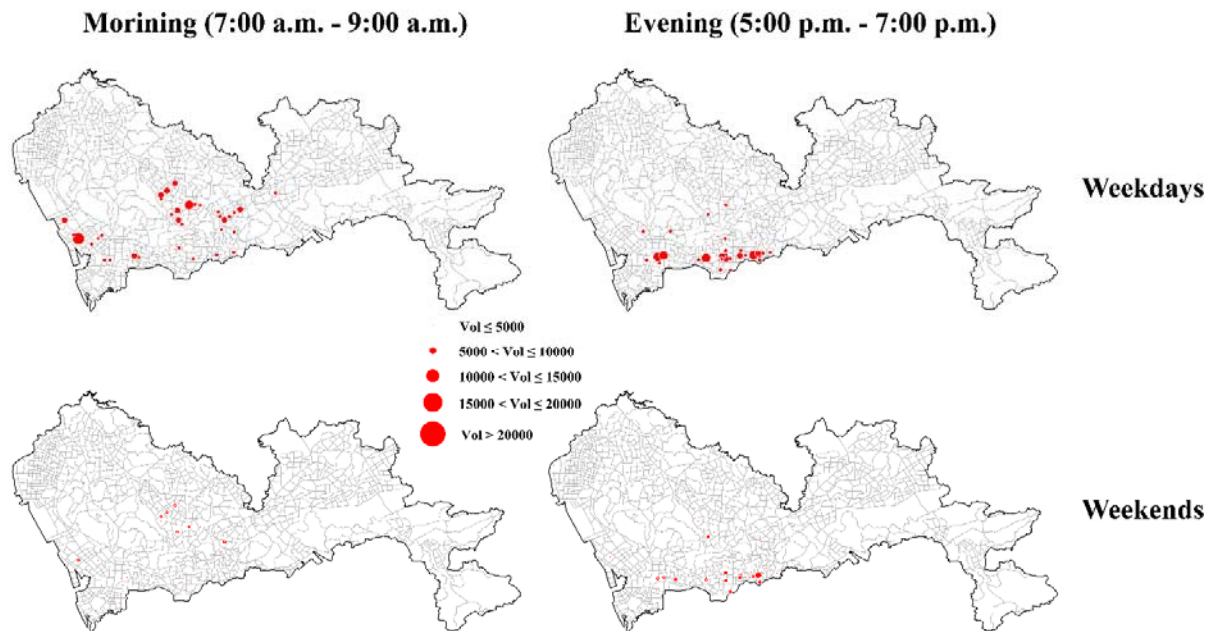 Morining (7:00 a.m. - 9:00 a.m.)
Evening (5:00 p.m. - 7:00 p.m.)
Weekdays
Vol ≤ 5000
5000 < Vol ≤ 10000
10000 < Vol ≤ 15000
15000 < Vol ≤ 20000
Vol > 20000
Weekends